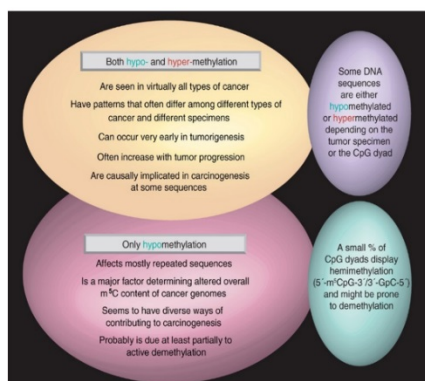 Both hypo- and hyper-methylation
Are seen in virtually all types of cancer
Have patterns that often differ among different types of
cancer and different specimens
Can occur very early in tumorigenesis
Often increase with tumor progression
Are causally implicated in carcinogenesis
at some sequences
Some DNA
sequences
are either
hypomethylated
or hypermethylated
depending on the
tumor specimen
or the CpG dyad
Only hypomethylation
Affects mostly repeated sequences
Is a major factor determining altered overall
m⁵C content of cancer genomes
Seems to have diverse ways of
contributing to carcinogenesis
Probably is due at least partially to
active demethylation
A small % of
CpG dyads display
hemimethylation
(5´-m⁵CpG-3´/3´-GpC-5´)
and might be prone
to demethylation